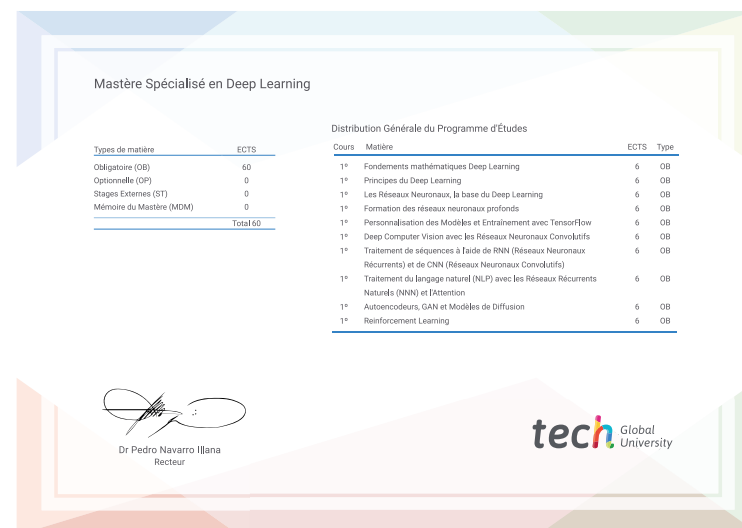 Mastère Spécialisé en Deep Learning
Types de matière ECTS
Obligatoire (OB) 60
Optionnelle (OP) 0
Stages Externes (ST) 0
Mémoire du Mastère (MDM) 0
Total 60
Distribution Générale du Programme d'Études
Cours Matière ECTS Type
1º Fondements mathématiques Deep Learning 6 OB
1º Principes du Deep Learning 6 OB
1º Les Réseaux Neuronaux, la base du Deep Learning 6 OB
1º Formation des réseaux neuronaux profonds 6 OB
1º Personnalisation des Modèles et Entraînement avec TensorFlow 6 OB
1º Deep Computer Vision avec les Réseaux Neuronaux Convolutifs 6 OB
1º Traitement de séquences à l'aide de RNN (Réseaux Neuronaux 6 OB
Récurrents) et de CNN (Réseaux Neuronaux Convolutifs)
1º Traitement du langage naturel (NLP) avec les Réseaux Récurrents 6 OB
Naturels (NNN) et l'Attention
1º Autoencodeurs, GAN et Modèles de Diffusion 6 OB
1º Reinforcement Learning 6 OB
Dr Pedro Navarro Illana
Recteur
tech Global
University